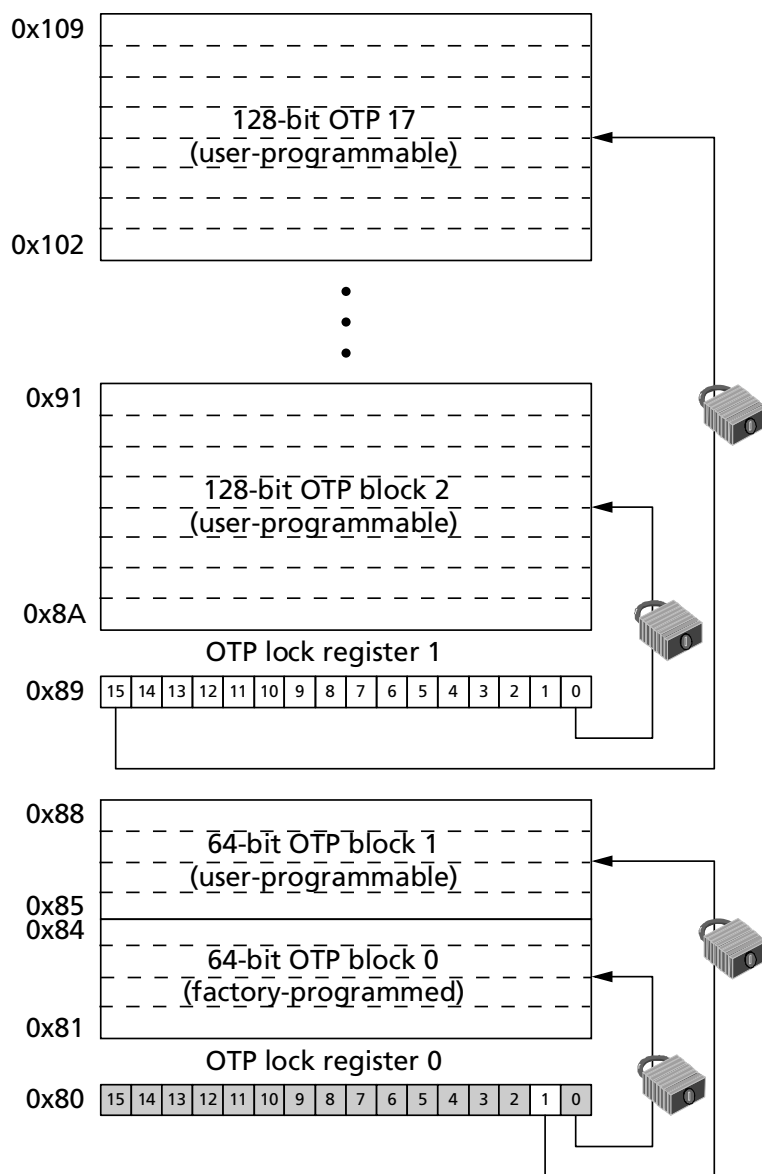 0x109
128-bit OTP 17
(user-programmable)
0x102
0x91
128-bit OTP block 2
(user-programmable)
0x8A
OTP lock register 1
0x89 15 14 13 12 11 10 9 8 7 6 5 4 3 2 1 0
0x88
64-bit OTP block 1
(user-programmable)
0x85
0x84
64-bit OTP block 0
(factory-programmed)
0x81
OTP lock register 0
0x80 15 14 13 12 11 10 9 8 7 6 5 4 3 2 1 0